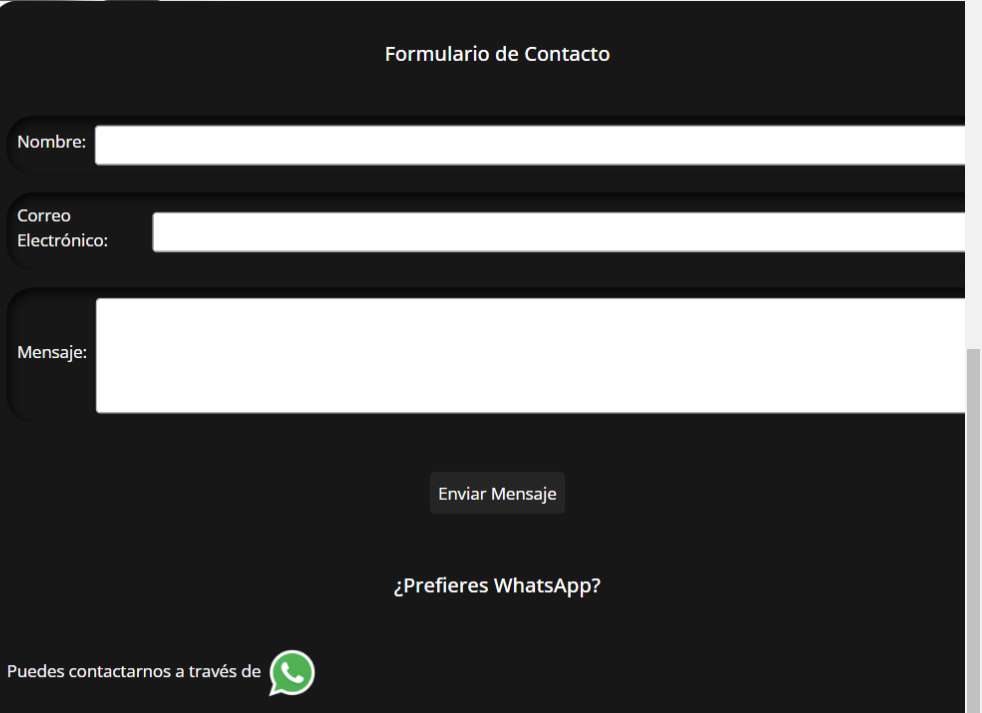 Formulario de Contacto
Nombre:
Correo
Electrónico:
Mensaje:
Enviar Mensaje
¿Prefieres WhatsApp?
Puedes contactarnos a través de